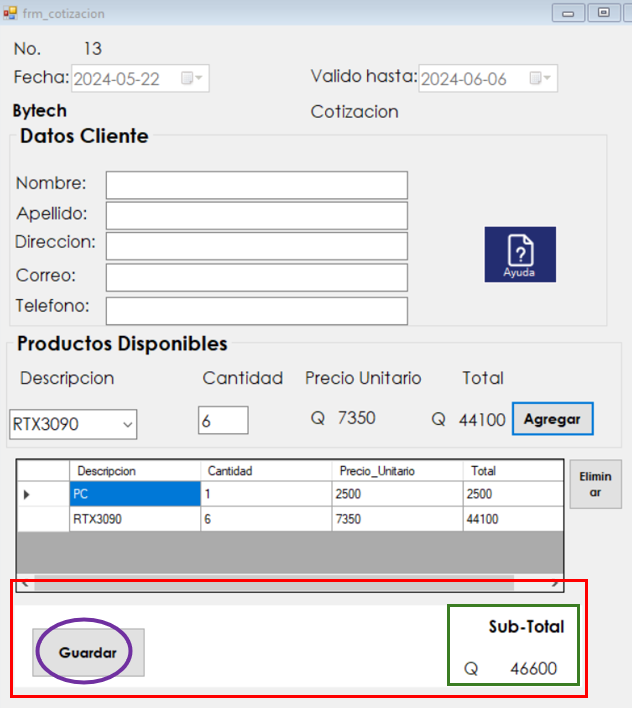 frm_cotizacion
No. 13
Fecha: 2024-05-22 Valido hasta: 2024-06-06
Bytech Cotizacion
Datos Cliente
Nombre:
Apellido:
Direccion:
Correo:
Telefono:
Ayuda
Productos Disponibles
Descripcion Cantidad Precio Unitario Total
RTX3090 6 Q 7350 Q 44100 Agregar
Descripcion Cantidad Precio_Unitario Total
PC 1 2500 2500
RTX3090 6 7350 44100
Elimin
ar
Sub-Total
Guardar
Q 46600